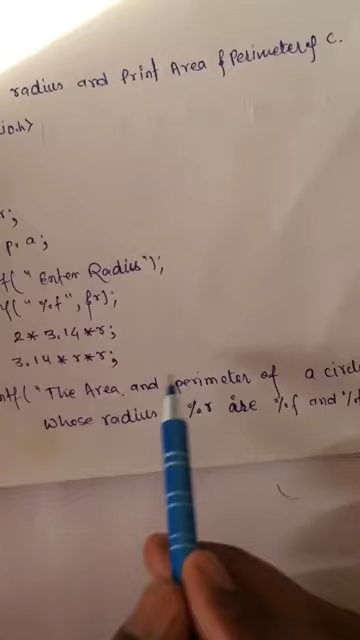 radius and Print Area & Perimeter of C.
io.h>
r;
p, a;
f(" Enter Radius");
f("%f", &r);
2 * 3.14 * r;
3.14 * r * r;
ntf("The Area and perimeter of a circl
whose radius %r are %f and %f